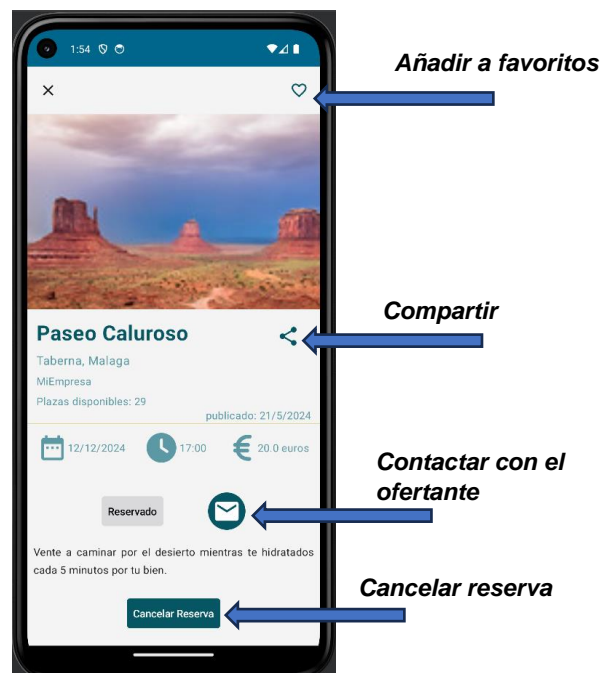 1:54
Añadir a favoritos
Compartir
Paseo Caluroso
Taberna, Malaga
MiEmpresa
Plazas disponibles: 29
publicado: 21/5/2024
12/12/2024 17:00 € 20.0 euros
Contactar con el
ofertante
Reservado
Vente a caminar por el desierto mientras te hidratados
cada 5 minutos por tu bien.
Cancelar reserva
Cancelar Reserva